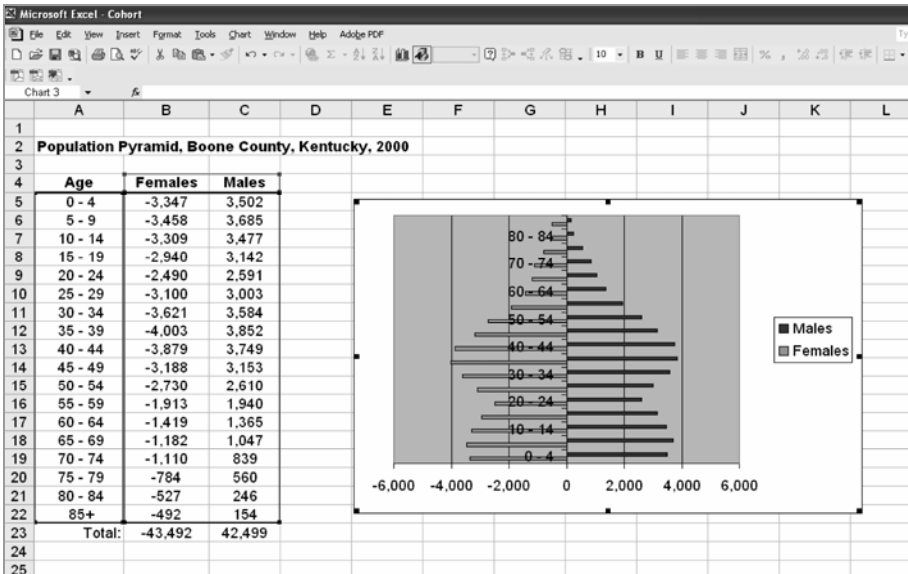 Microsoft Excel - Cohort
File Edit View Insert Format Tools Chart Window Help Adobe PDF
Ty
10 B U % ,
Chart 3 fx
A B C D E F G H I J K L
1
2 Population Pyramid, Boone County, Kentucky, 2000
3
4 Age Females Males
5 0 - 4 -3,347 3,502
6 5 - 9 -3,458 3,685
7 10 - 14 -3,309 3,477
8 15 - 19 -2,940 3,142
9 20 - 24 -2,490 2,591
10 25 - 29 -3,100 3,003
11 30 - 34 -3,621 3,584
12 35 - 39 -4,003 3,852
13 40 - 44 -3,879 3,749
14 45 - 49 -3,188 3,153
15 50 - 54 -2,730 2,610
16 55 - 59 -1,913 1,940
17 60 - 64 -1,419 1,365
18 65 - 69 -1,182 1,047
19 70 - 74 -1,110 839
20 75 - 79 -784 560
21 80 - 84 -527 246
22 85+ -492 154
23 Total: -43,492 42,499
24
25
80 - 84
70 - 74
60 - 64
50 - 54
40 - 44
30 - 34
20 - 24
10 - 14
0 - 4
-6,000 -4,000 -2,000 0 2,000 4,000 6,000
Males
Females